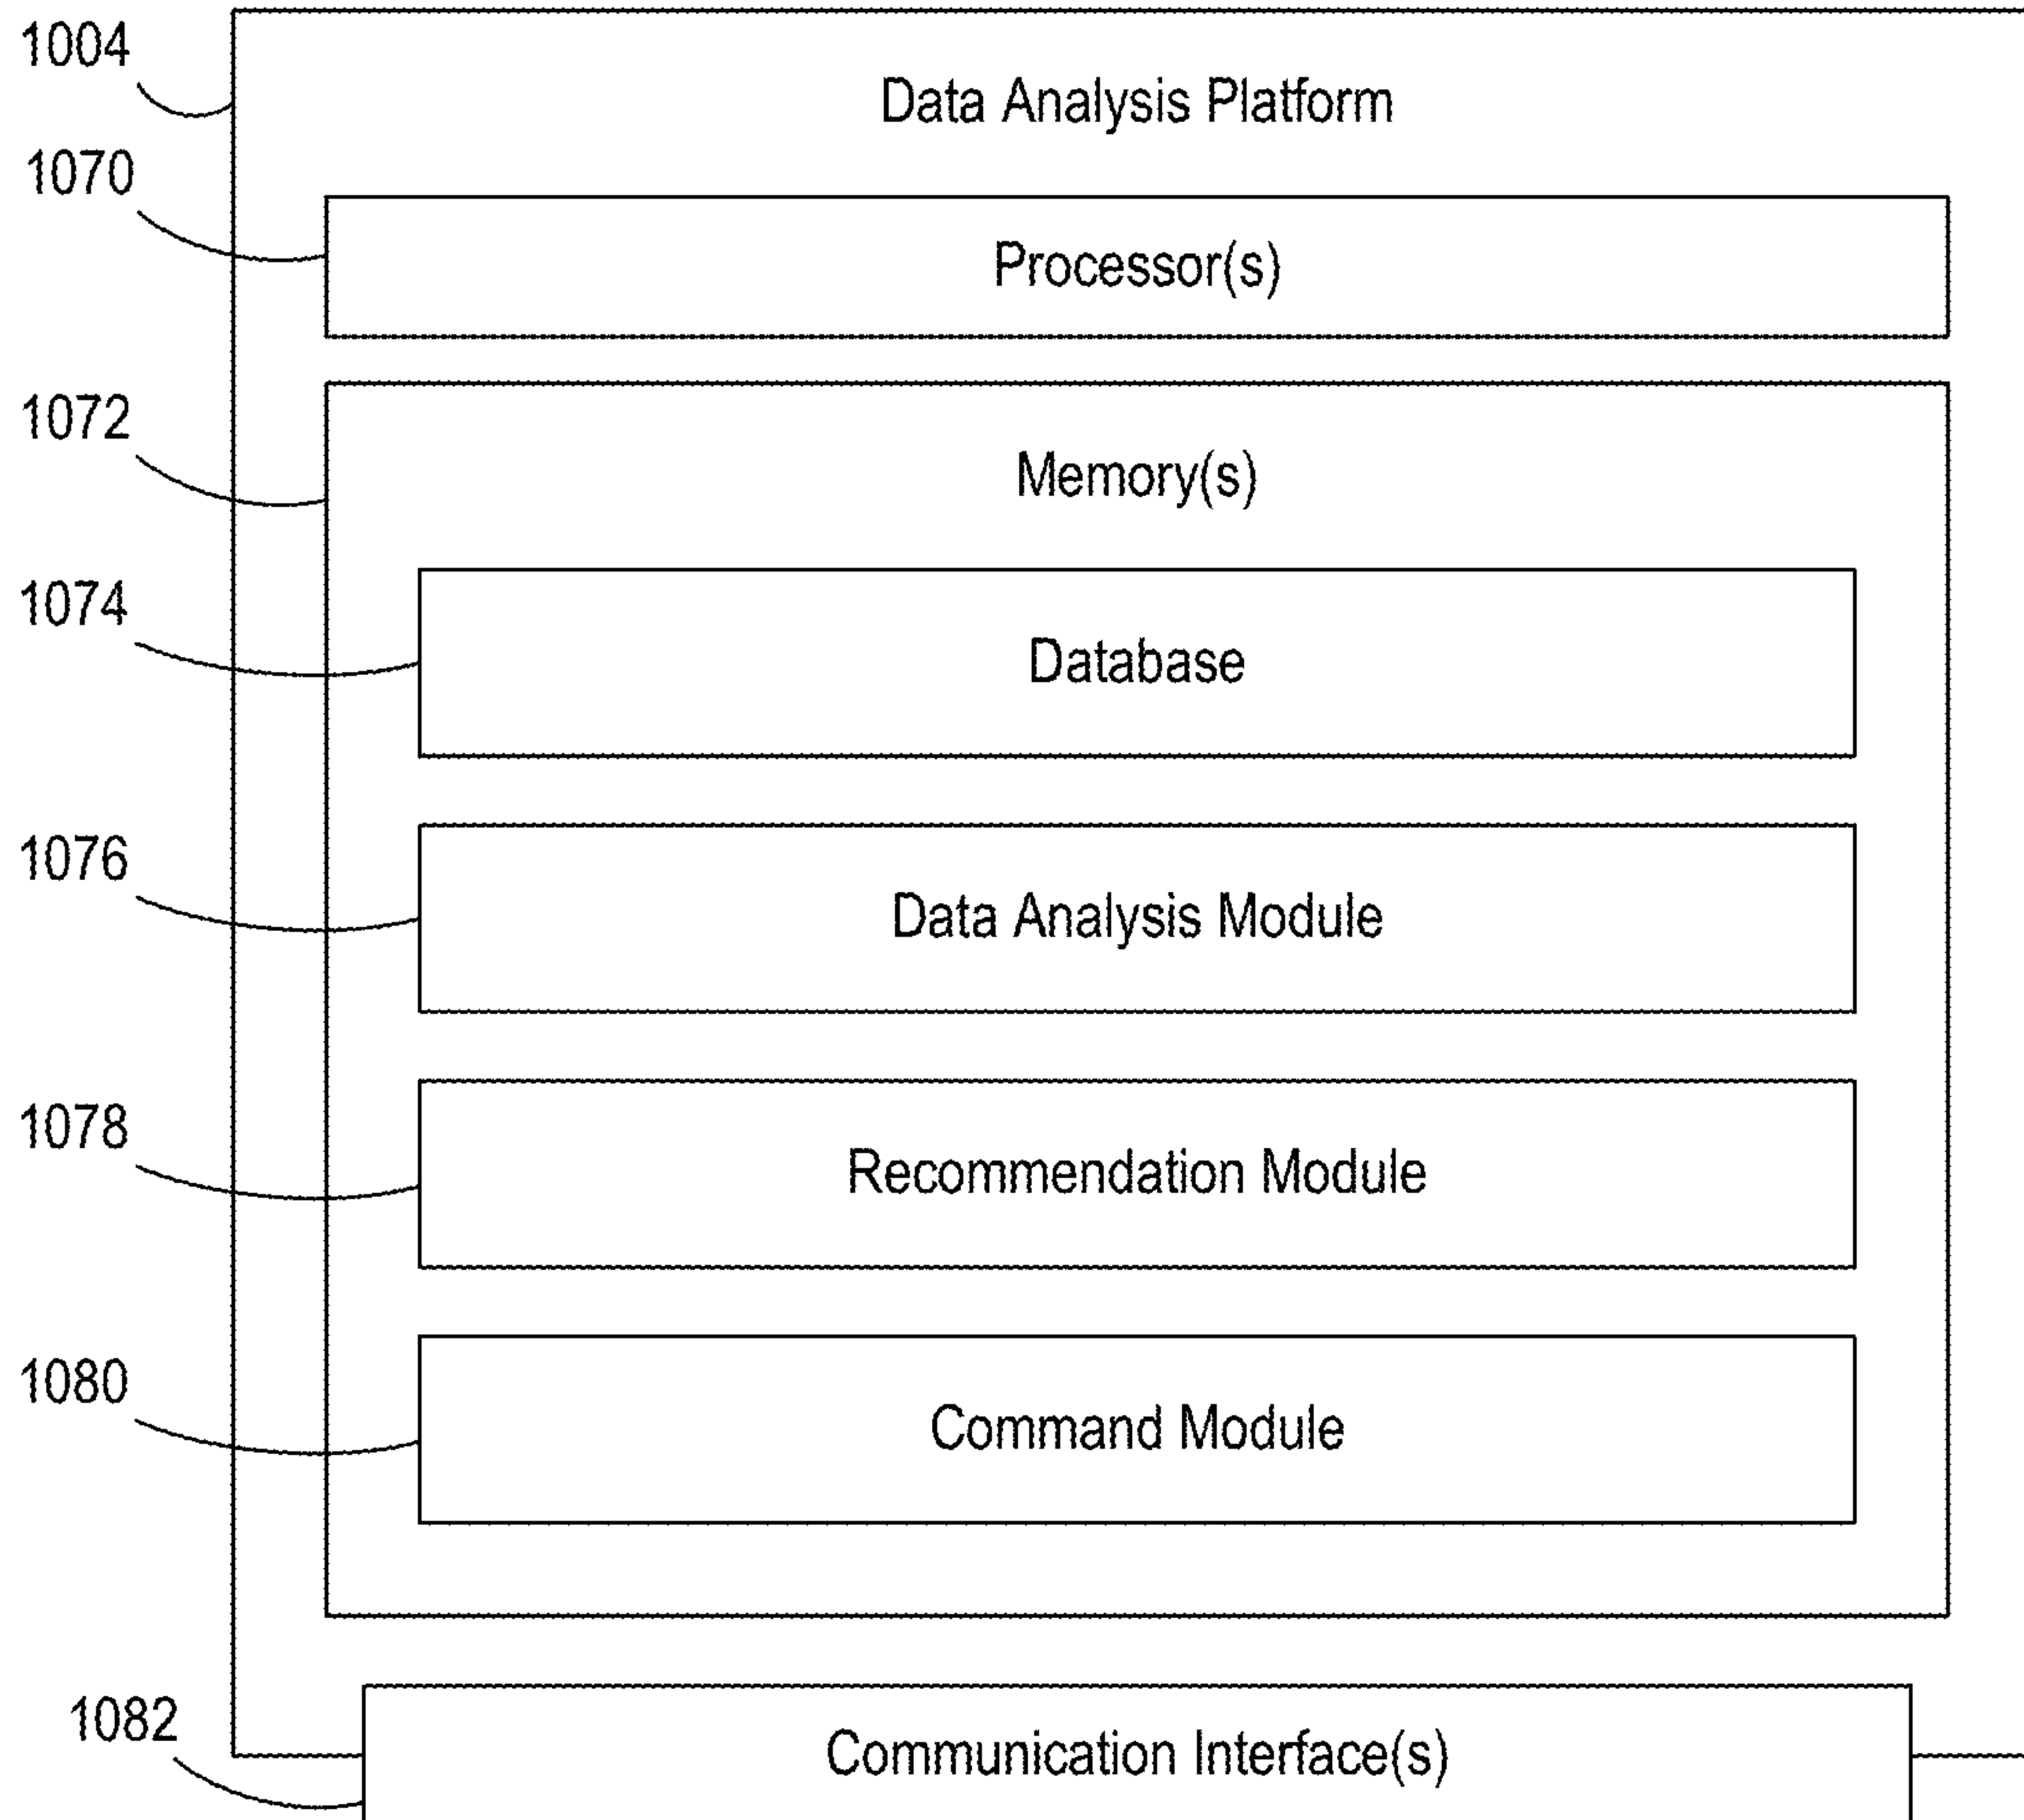 1004
Data Analysis Platform
1070
Processor(s)
1072
Memory(s)
1074
Database
1076
Data Analysis Module
1078
Recommendation Module
1080
Command Module
1082
Communication Interface(s)